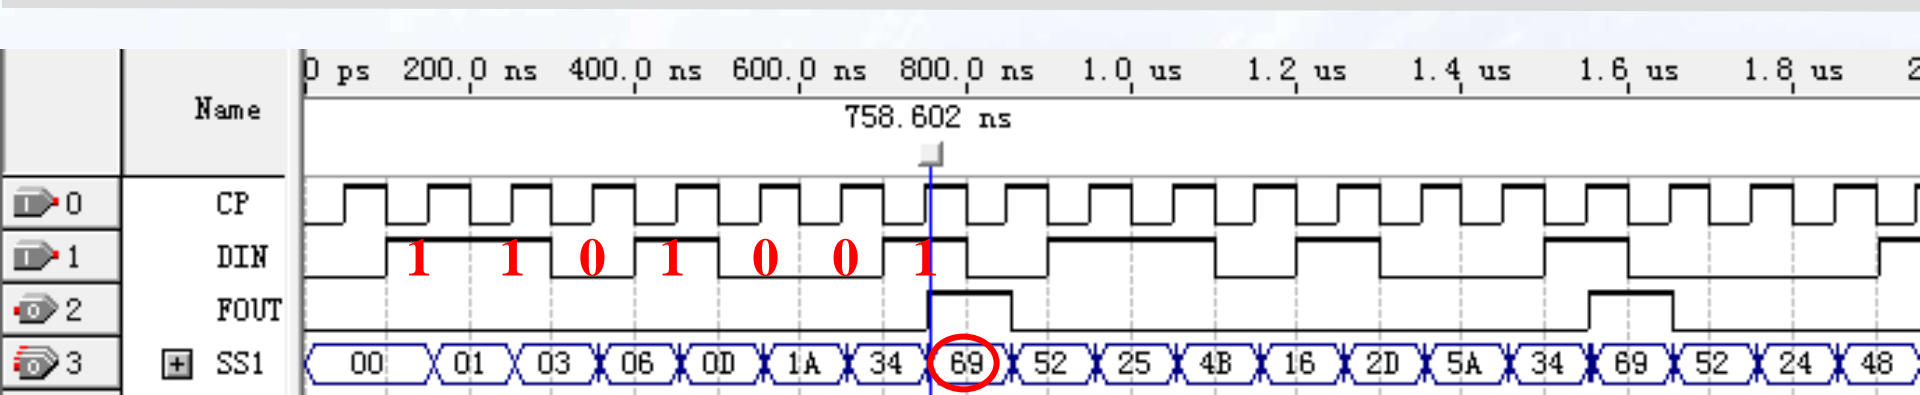 0 ps 200.0 ns 400.0 ns 600.0 ns 800.0 ns 1.0 us 1.2 us 1.4 us 1.6 us 1.8 us 2
Name
758.602 ns
0 CP
1 DIN 1 1 0 1 0 0 1
2 FOUT
3 + SS1 00 01 03 06 0D 1A 34 69 52 25 4B 16 2D 5A 34 69 52 24 48